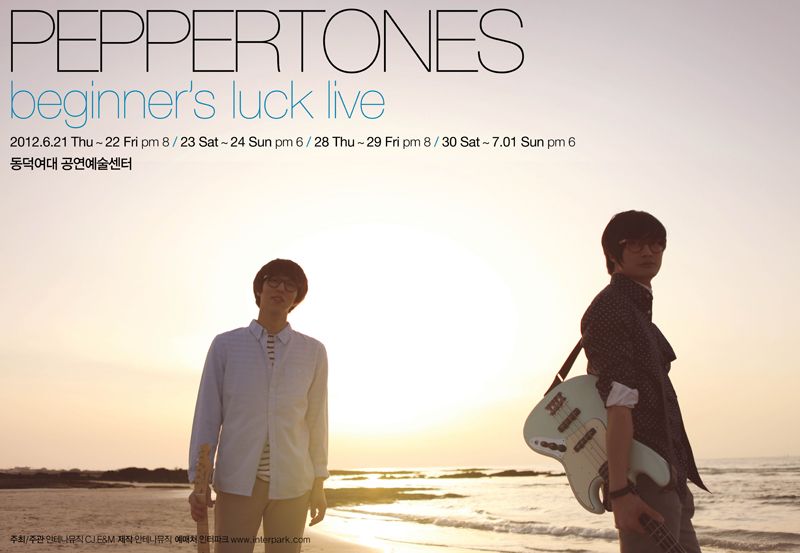 PEPPERTONES
beginner's luck live
2012.6.21 Thu ~ 22 Fri pm 8 / 23 Sat ~ 24 Sun pm 6 / 28 Thu ~ 29 Fri pm 8 / 30 Sat ~ 7.01 Sun pm 6
동덕여대 공연예술센터
주최/주관 안테나뮤직 CJ E&M 제작 안테나뮤직 예매처 인터파크 www.interpark.com